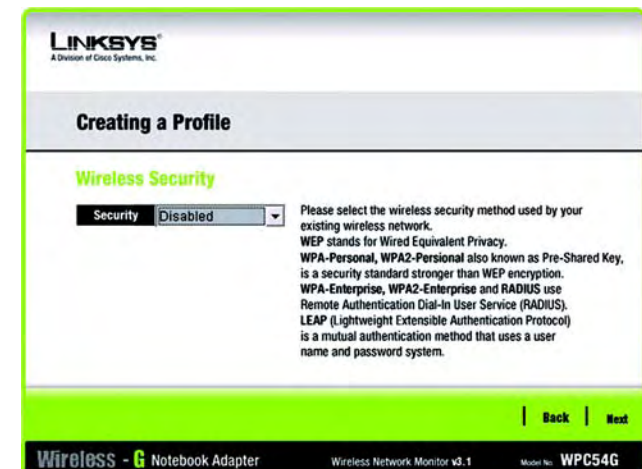 LINKSYS®
A Division of Cisco Systems, Inc.
Creating a Profile
Wireless Security
Security Disabled
Please select the wireless security method used by your
existing wireless network.
WEP stands for Wired Equivalent Privacy.
WPA-Personal, WPA2-Persional also known as Pre-Shared Key,
is a security standard stronger than WEP encryption.
WPA-Enterprise, WPA2-Enterprise and RADIUS use
Remote Authentication Dial-In User Service (RADIUS).
LEAP (Lightweight Extensible Authentication Protocol)
is a mutual authentication method that uses a user
name and password system.
Back Next
Wireless - G Notebook Adapter Wireless Network Monitor v3.1 Model No. WPC54G